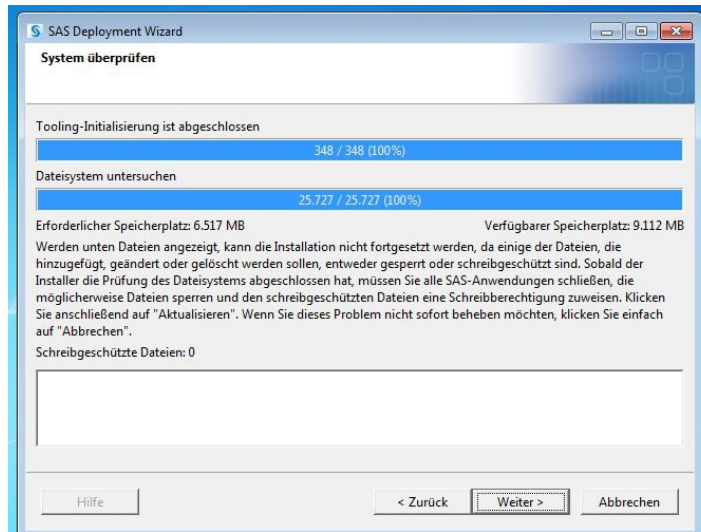 SAS Deployment Wizard
System überprüfen
Tooling-Initialisierung ist abgeschlossen
348 / 348 (100%)
Dateisystem untersuchen
25.727 / 25.727 (100%)
Erforderlicher Speicherplatz: 6.517 MB Verfügbarer Speicherplatz: 9.112 MB
Werden unten Dateien angezeigt, kann die Installation nicht fortgesetzt werden, da einige der Dateien, die
hinzugefügt, geändert oder gelöscht werden sollen, entweder gesperrt oder schreibgeschützt sind. Sobald der
Installer die Prüfung des Dateisystems abgeschlossen hat, müssen Sie alle SAS-Anwendungen schließen, die
möglicherweise Dateien sperren und den schreibgeschützten Dateien eine Schreibberechtigung zuweisen. Klicken
Sie anschließend auf "Aktualisieren". Wenn Sie dieses Problem nicht sofort beheben möchten, klicken Sie einfach
auf "Abbrechen".
Schreibgeschützte Dateien: 0
Hilfe < Zurück Weiter > Abbrechen